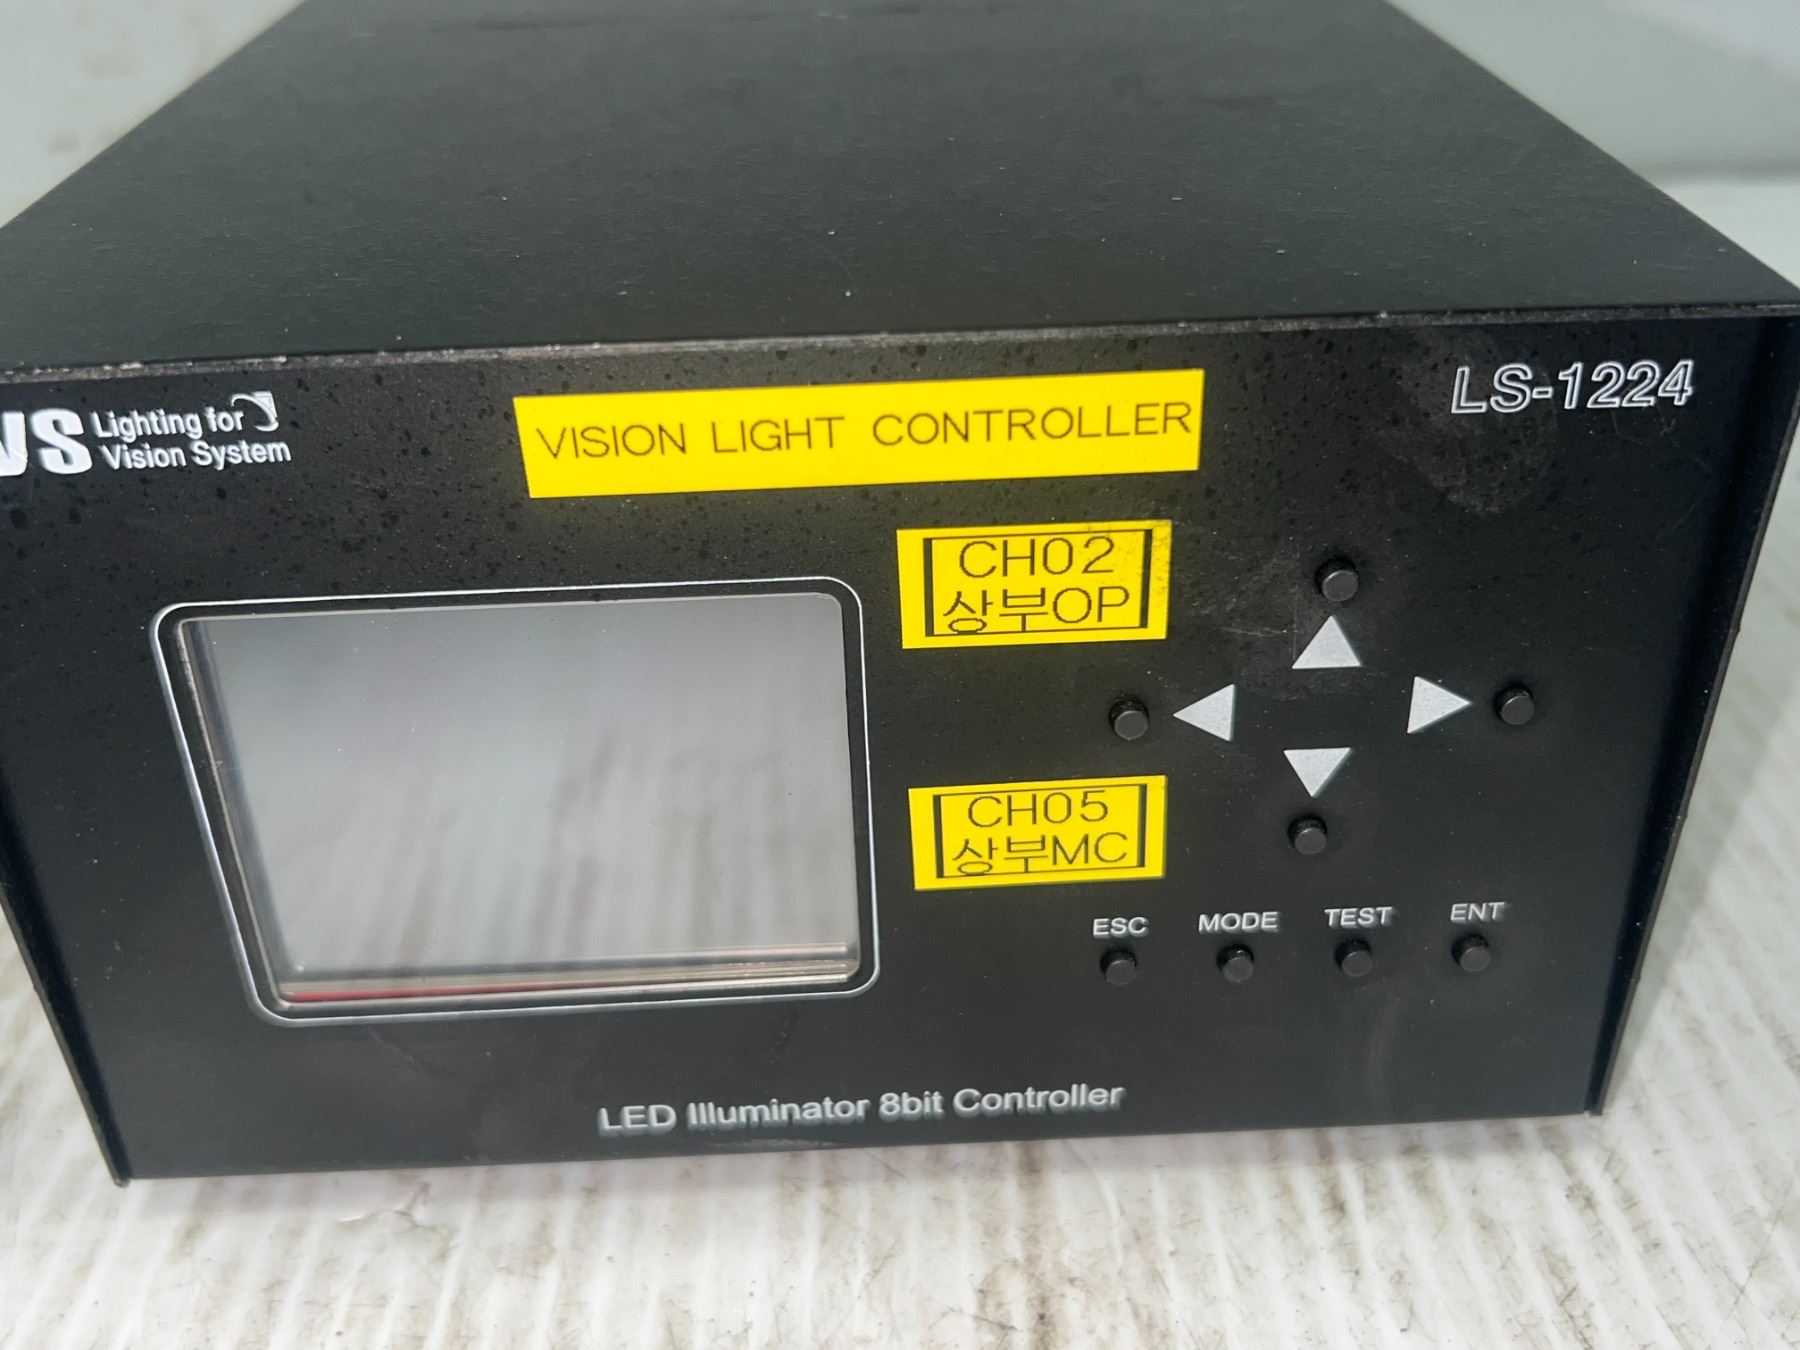 VS Lighting for
Vision System
VISION LIGHT CONTROLLER
LS-1224
CH02
상부OP
CH05
상부MC
ESC MODE TEST ENT
LED Illuminator 8bit Controller